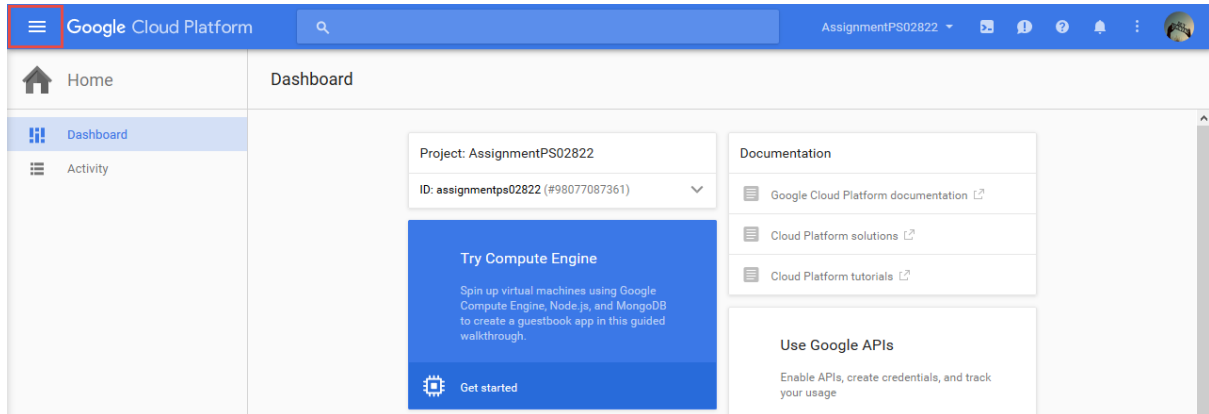 Google Cloud Platform
AssignmentPS02822
Home
Dashboard
Dashboard
Activity
Project: AssignmentPS02822
ID: assignmentps02822 (#98077087361)
Try Compute Engine
Spin up virtual machines using Google
Compute Engine, Node.js, and MongoDB
to create a guestbook app in this guided
walkthrough.
Get started
Documentation
Google Cloud Platform documentation
Cloud Platform solutions
Cloud Platform tutorials
Use Google APIs
Enable APIs, create credentials, and track
your usage